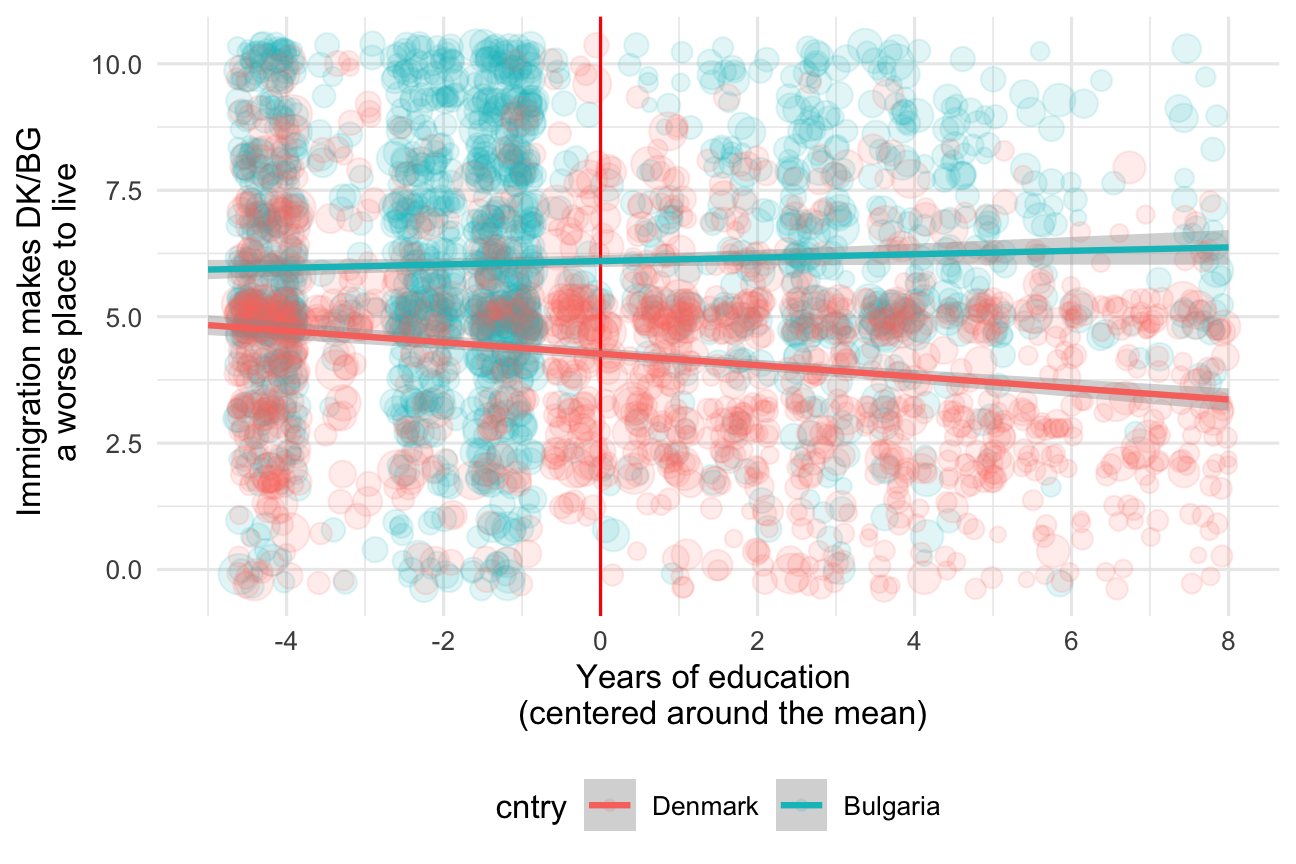 Immigration makes DK/BG
a worse place to live
10.0
7.5
5.0
2.5
0.0
-4 -2 0 2 4 6 8
Years of education
(centered around the mean)
cntry Denmark Bulgaria